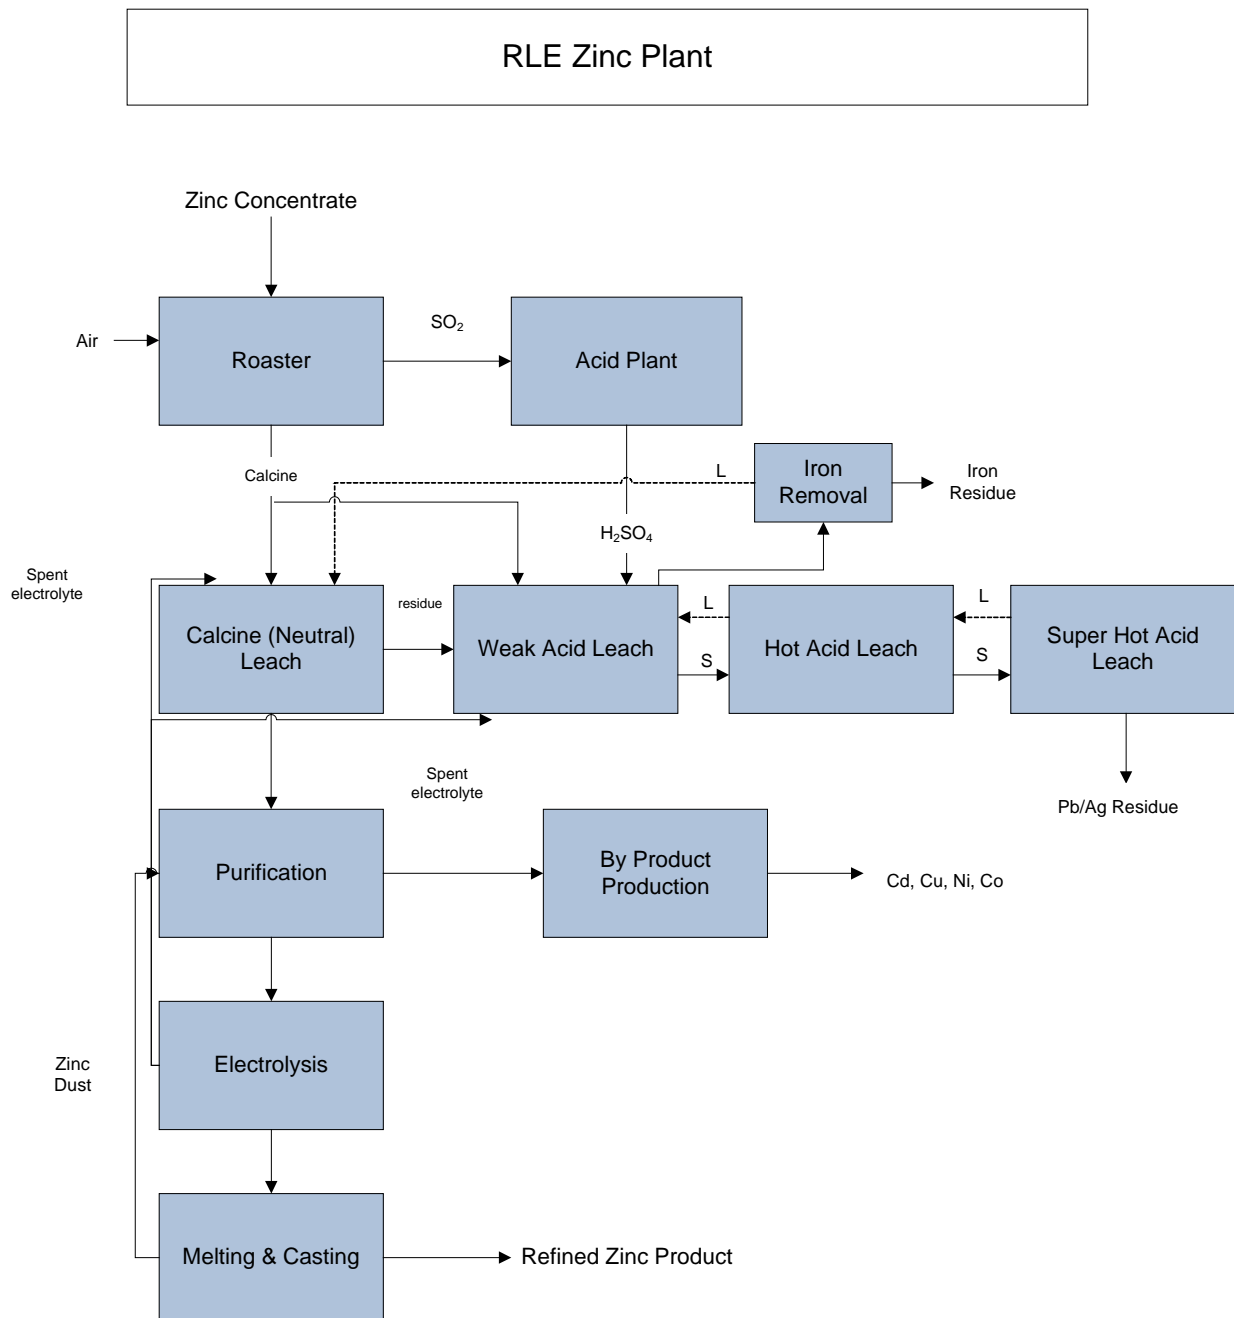 RLE Zinc Plant
Zinc Concentrate
Air
Roaster
SO₂
Acid Plant
Calcine
L
Iron
Removal
Iron
Residue
H₂SO₄
Spent
electrolyte
Calcine (Neutral)
Leach
residue
Weak Acid Leach
L
S
Hot Acid Leach
L
S
Super Hot Acid
Leach
Spent
electrolyte
Pb/Ag Residue
Purification
By Product
Production
Cd, Cu, Ni, Co
Zinc
Dust
Electrolysis
Melting & Casting
Refined Zinc Product